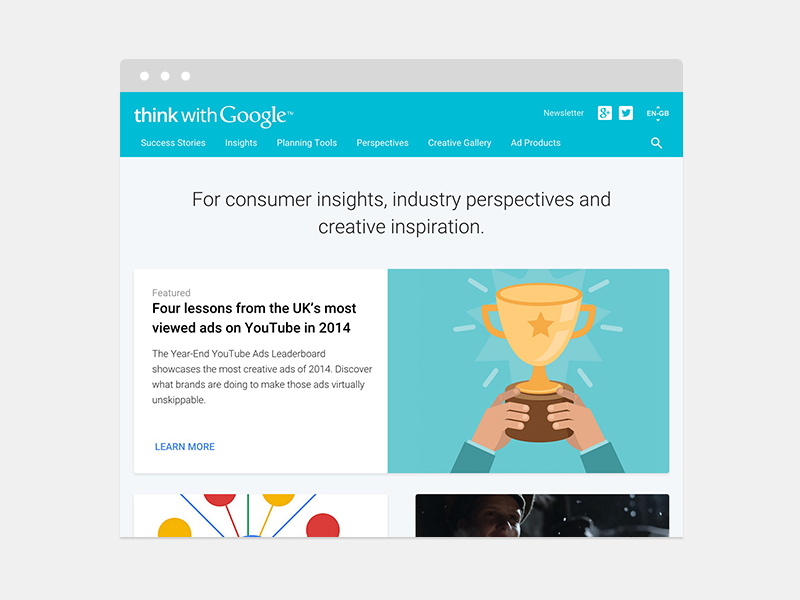 think with Google™
Newsletter
g+
EN-GB
Success Stories Insights Planning Tools Perspectives Creative Gallery Ad Products
For consumer insights, industry perspectives and
creative inspiration.
Featured
Four lessons from the UK's most
viewed ads on YouTube in 2014
The Year-End YouTube Ads Leaderboard
showcases the most creative ads of 2014. Discover
what brands are doing to make those ads virtually
unskippable.
LEARN MORE